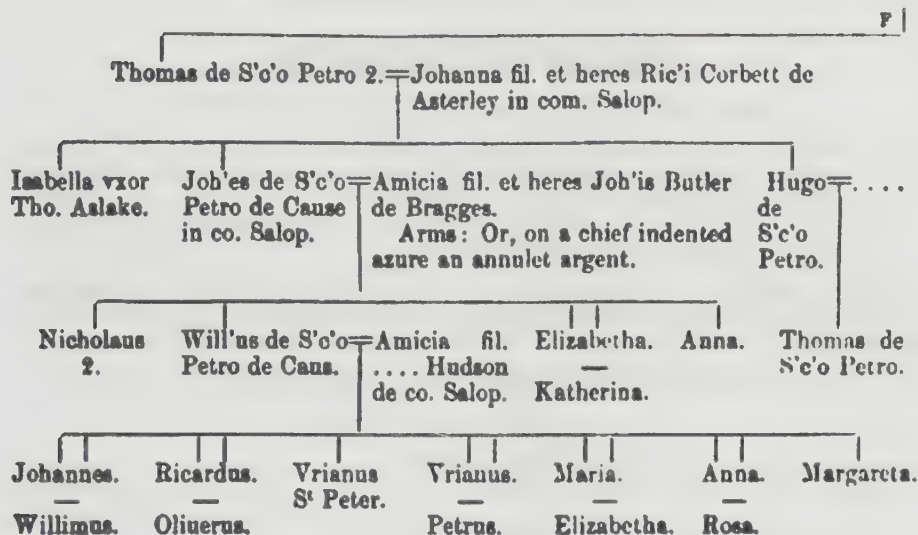 F
Thomas de S'c'o Petro 2.=Johanna fil. et heres Ric'i Corbett de
Asterley in com. Salop.
Isabella vxor
Tho. Aslake.
Joh'es de S'c'o=
Petro de Cause
in co. Salop.
Amicia fil. et heres Joh'is Butler
de Bragges.
Arms: Or, on a chief indented
azure an annulet argent.
Hugo=....
de
S'c'o
Petro.
Nicholaus
2.
Will'us de S'c'o=
Petro de Caus.
Amicia fil.
.... Hudson
de co. Salop.
Elizabetha.
—
Katherina.
Anna.
Thomas de
S'c'o Petro.
Johannes.
—
Willimus.
Ricardus.
—
Oliuerus.
Vrianus
St Peter.
Vrianus.
—
Petrus.
Maria.
—
Elizabetha.
Anna.
—
Rosa.
Margareta.